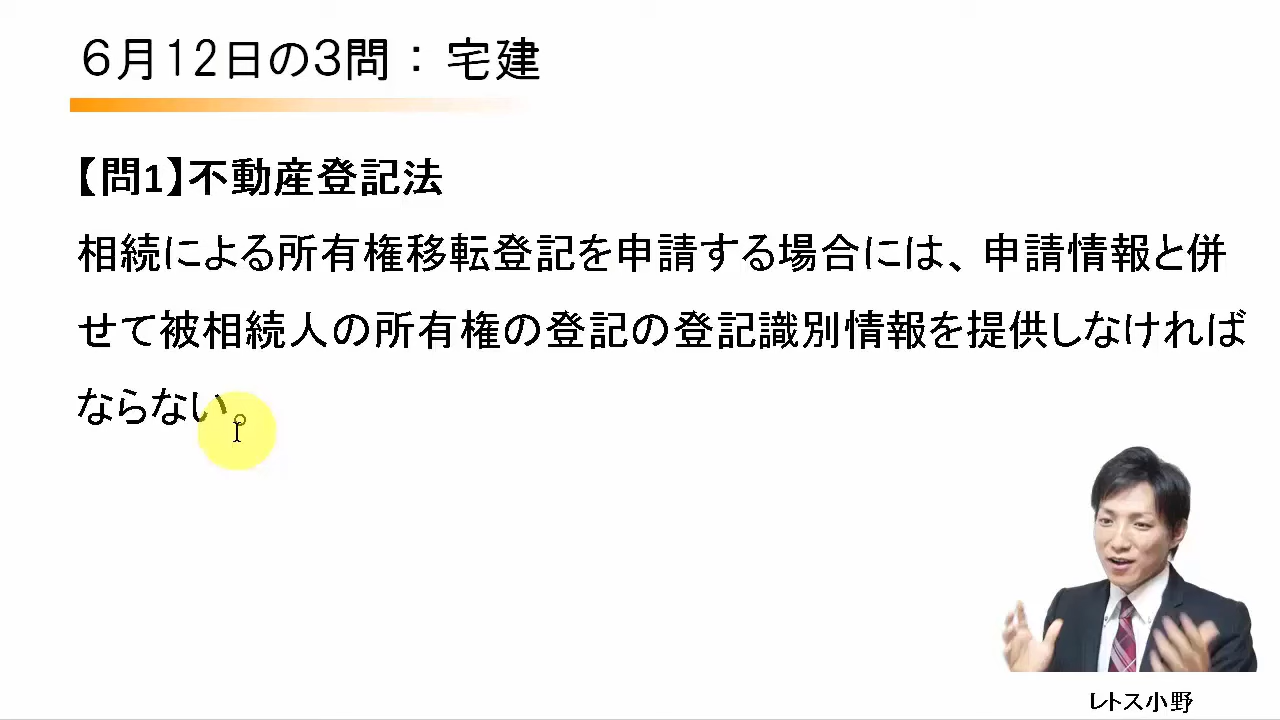 6月12日の3問：宅建
【問1】不動産登記法
相続による所有権移転登記を申請する場合には、申請情報と併
せて被相続人の所有権の登記の登記識別情報を提供しなければ
ならない。
レトス小野